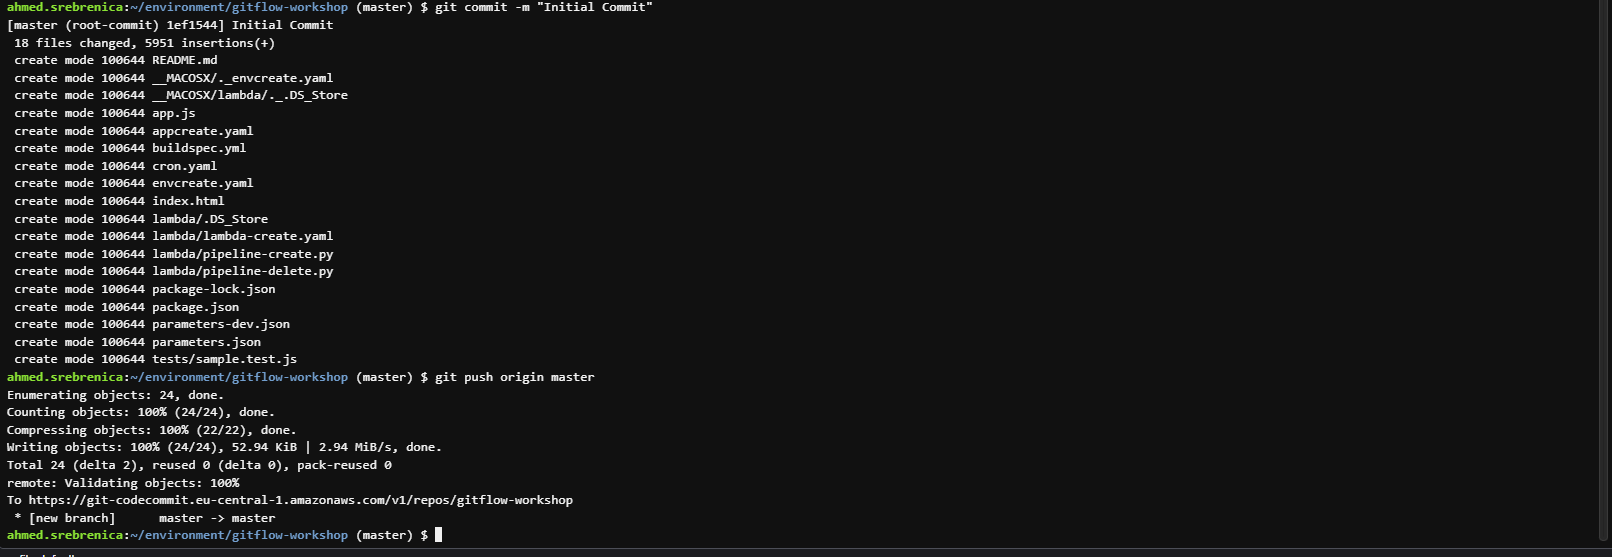 ahmed.srebrenica:~/environment/gitflow-workshop (master) $ git commit -m "Initial Commit"
[master (root-commit) 1ef1544] Initial Commit
 18 files changed, 5951 insertions(+)
 create mode 100644 README.md
 create mode 100644 __MACOSX/._envcreate.yaml
 create mode 100644 __MACOSX/lambda/._.DS_Store
 create mode 100644 app.js
 create mode 100644 appcreate.yaml
 create mode 100644 buildspec.yml
 create mode 100644 cron.yaml
 create mode 100644 envcreate.yaml
 create mode 100644 index.html
 create mode 100644 lambda/.DS_Store
 create mode 100644 lambda/lambda-create.yaml
 create mode 100644 lambda/pipeline-create.py
 create mode 100644 lambda/pipeline-delete.py
 create mode 100644 package-lock.json
 create mode 100644 package.json
 create mode 100644 parameters-dev.json
 create mode 100644 parameters.json
 create mode 100644 tests/sample.test.js
ahmed.srebrenica:~/environment/gitflow-workshop (master) $ git push origin master
Enumerating objects: 24, done.
Counting objects: 100% (24/24), done.
Compressing objects: 100% (22/22), done.
Writing objects: 100% (24/24), 52.94 KiB | 2.94 MiB/s, done.
Total 24 (delta 2), reused 0 (delta 0), pack-reused 0
remote: Validating objects: 100%
To https://git-codecommit.eu-central-1.amazonaws.com/v1/repos/gitflow-workshop
 * [new branch]      master -> master
ahmed.srebrenica:~/environment/gitflow-workshop (master) $